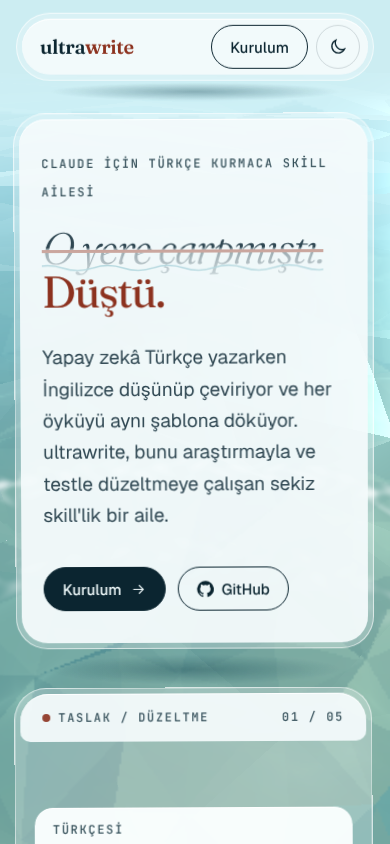 ultrawrite
Kurulum
CLAUDE İÇİN TÜRKÇE KURMACA SKİLL
AİLESİ
O yere çarpmıştı.
Düştü.
Yapay zekâ Türkçe yazarken
İngilizce düşünüp çeviriyor ve her
öyküyü aynı şablona döküyor.
ultrawrite, bunu araştırmayla ve
testle düzeltmeye çalışan sekiz
skill'lik bir aile.
Kurulum →
GitHub
TASLAK / DÜZELTME
01 / 05
TÜRKÇESİ